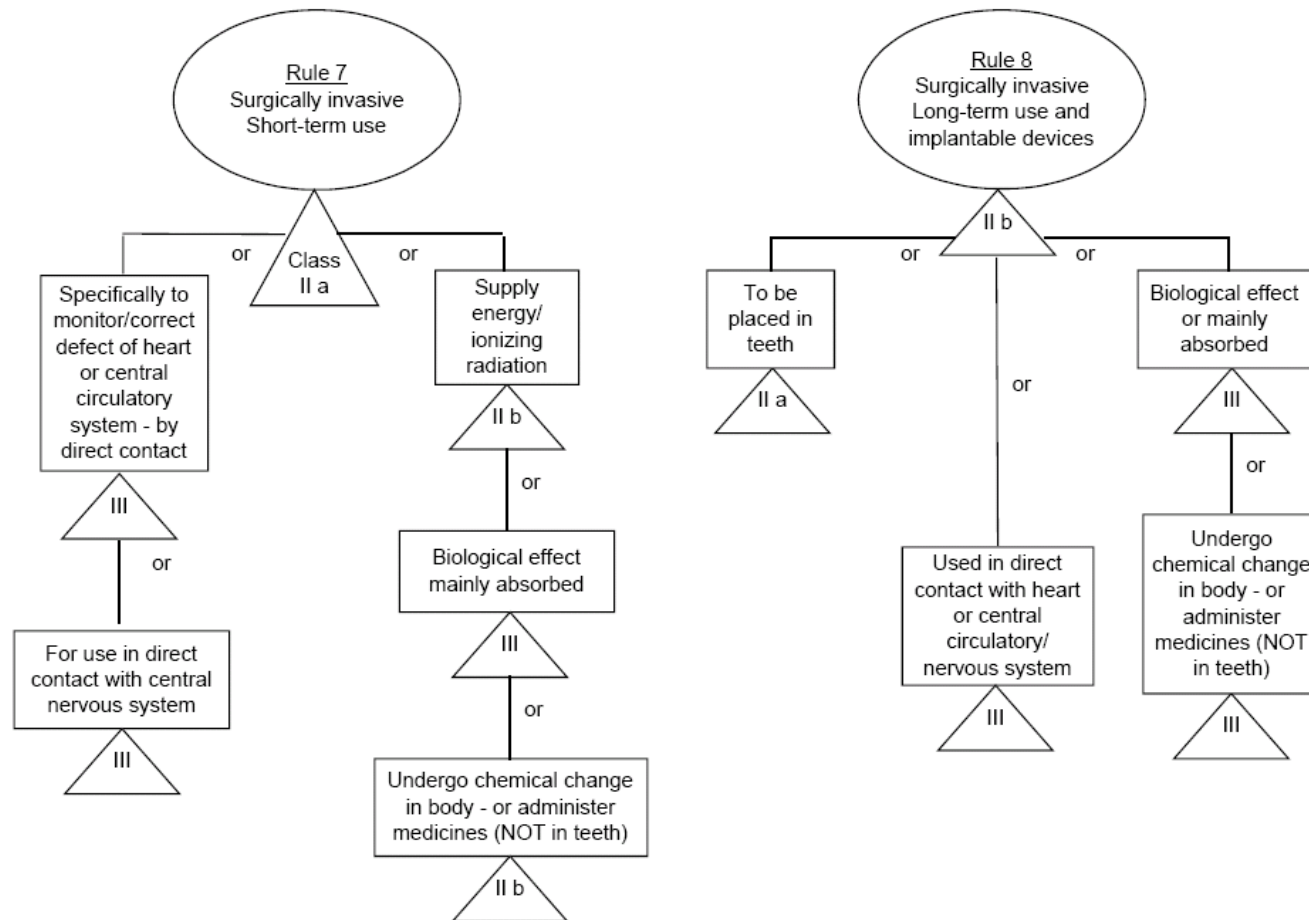 Rule 7
Surgically invasive
Short-term use
or
Class
II a
or
Specifically to
monitor/correct
defect of heart
or central
circulatory
system - by
direct contact
III
or
For use in direct
contact with central
nervous system
III
Supply
energy/
ionizing
radiation
II b
or
Biological effect
mainly absorbed
III
or
Undergo chemical change
in body - or administer
medicines (NOT in teeth)
II b
Rule 8
Surgically invasive
Long-term use and
implantable devices
II b
or
or
To be
placed in
teeth
II a
or
Used in direct
contact with heart
or central
circulatory/
nervous system
III
Biological effect
or mainly
absorbed
III
or
Undergo
chemical change
in body - or
administer
medicines (NOT
in teeth)
III